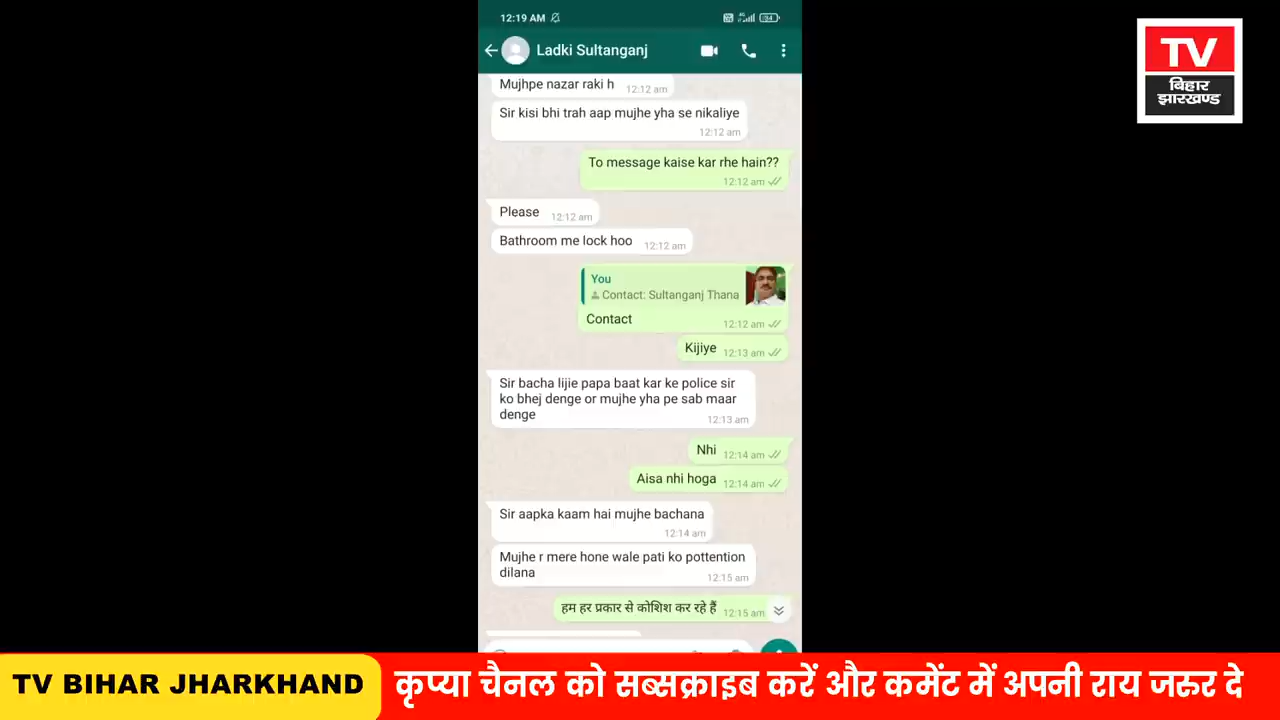 12:19 AM
Ladki Sultanganj
Mujhpe nazar raki h 12:12 am
Sir kisi bhi trah aap mujhe yha se nikaliye
12:12 am
To message kaise kar rhe hain??
12:12 am
Please 12:12 am
Bathroom me lock hoo 12:12 am
You
Contact: Sultanganj Thana
Contact 12:12 am
Kijiye 12:13 am
Sir bacha lijie papa baat kar ke police sir
ko bhej denge or mujhe yha pe sab maar
denge 12:13 am
Nhi 12:14 am
Aisa nhi hoga 12:14 am
Sir aapka kaam hai mujhe bachana
12:14 am
Mujhe r mere hone wale pati ko pottention
dilana 12:15 am
हम हर प्रकार से कोशिश कर रहे हैं 12:15 am
TV
बिहार
झारखण्ड
TV BIHAR JHARKHAND
कृप्या चैनल को सब्सक्राइब करें और कमेंट में अपनी राय जरुर दे